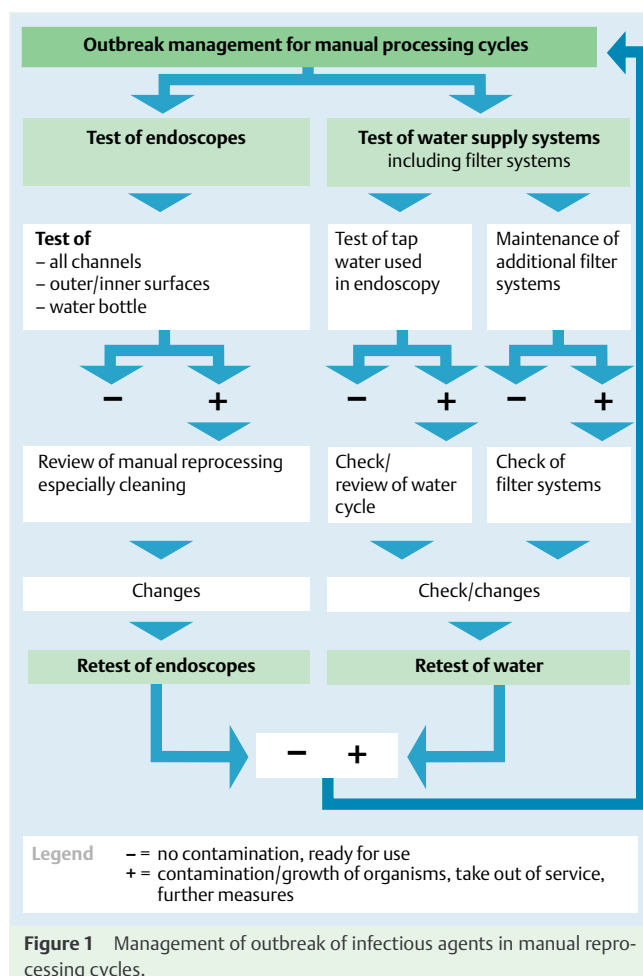 Outbreak management for manual processing cycles
Test of endoscopes
Test of water supply systems
including filter systems
Test of
– all channels
– outer/inner surfaces
– water bottle
Test of tap
water used
in endoscopy
Maintenance of
additional filter
systems
– +
– +
– +
Review of manual reprocessing
especially cleaning
Check/
review of water
cycle
Check of
filter systems
Changes
Check/changes
Retest of endoscopes
Retest of water
– +
Legend – = no contamination, ready for use
+ = contamination/growth of organisms, take out of service,
further measures
Figure 1 Management of outbreak of infectious agents in manual repro-
cessing cycles.